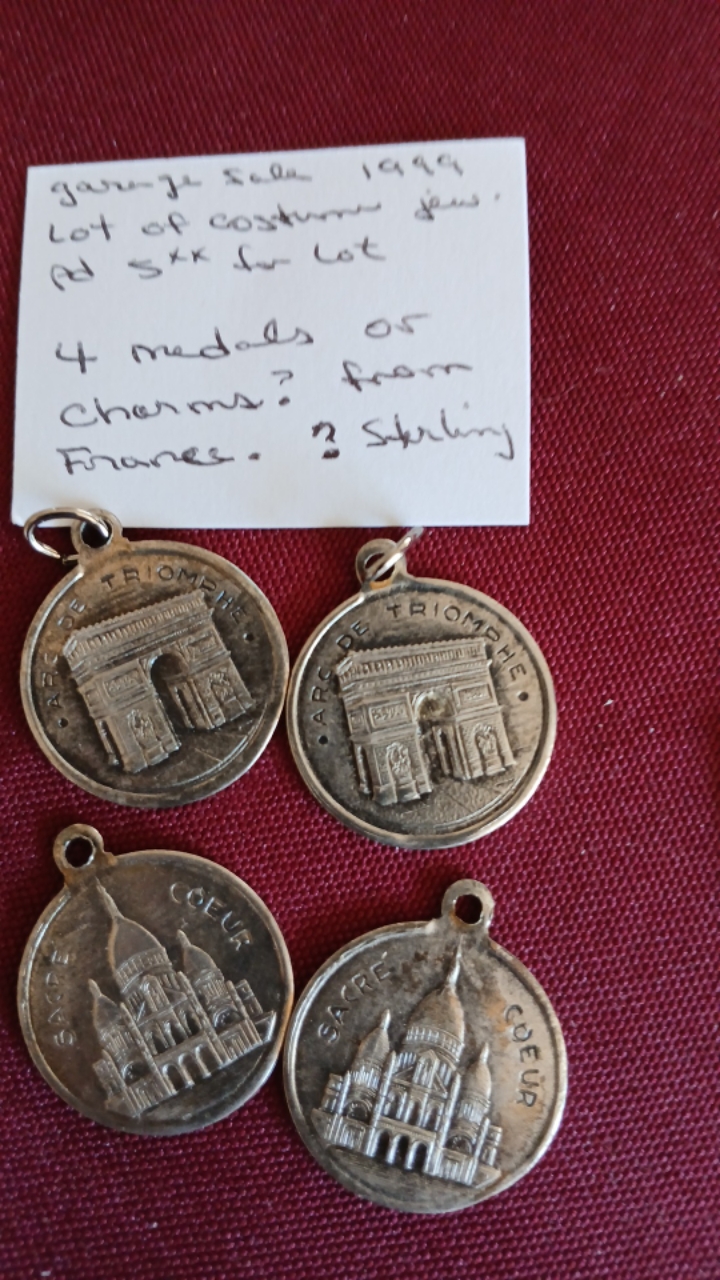 garage sale 1999
Lot of costume jew.
Pd 5xx for Lot
4 medals or
charms? from
France. ? Sterling
• ARC DE TRIOMPHE •
• ARC DE TRIOMPHE •
SACRÉ COEUR
SACRÉ COEUR